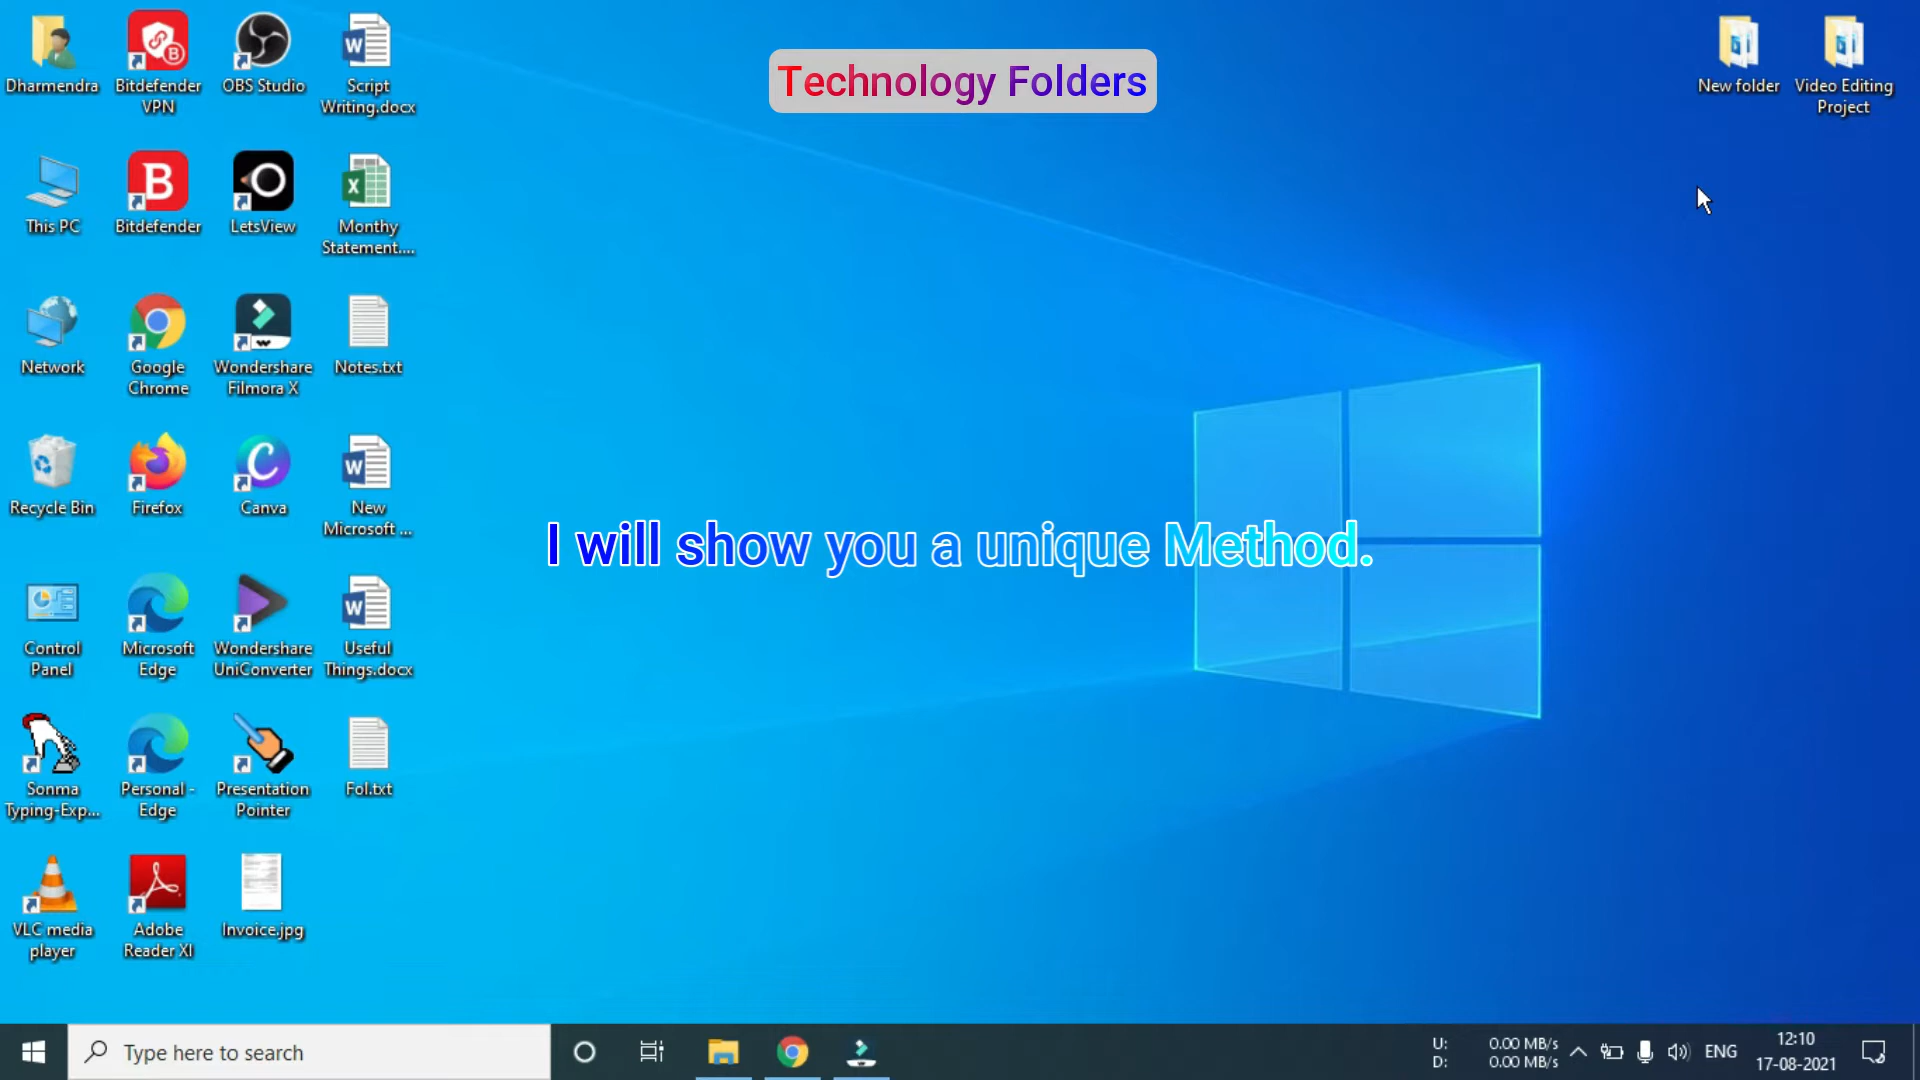 Technology Folders
Dharmendra
Bitdefender
VPN
OBS Studio
Script
Writing.docx
New folder
Video Editing
Project
This PC
Bitdefender
LetsView
Monthy
Statement....
Network
Google
Chrome
Wondershare
Filmora X
Notes.txt
Recycle Bin
Firefox
Canva
New
Microsoft ...
I will show you a unique Method.
Control
Panel
Microsoft
Edge
Wondershare
UniConverter
Useful
Things.docx
Sonma
Typing-Exp...
Personal -
Edge
Presentation
Pointer
Fol.txt
VLC media
player
Adobe
Reader XI
Invoice.jpg
Type here to search
U: 0.00 MB/s
D: 0.00 MB/s
ENG
12:10
17-08-2021